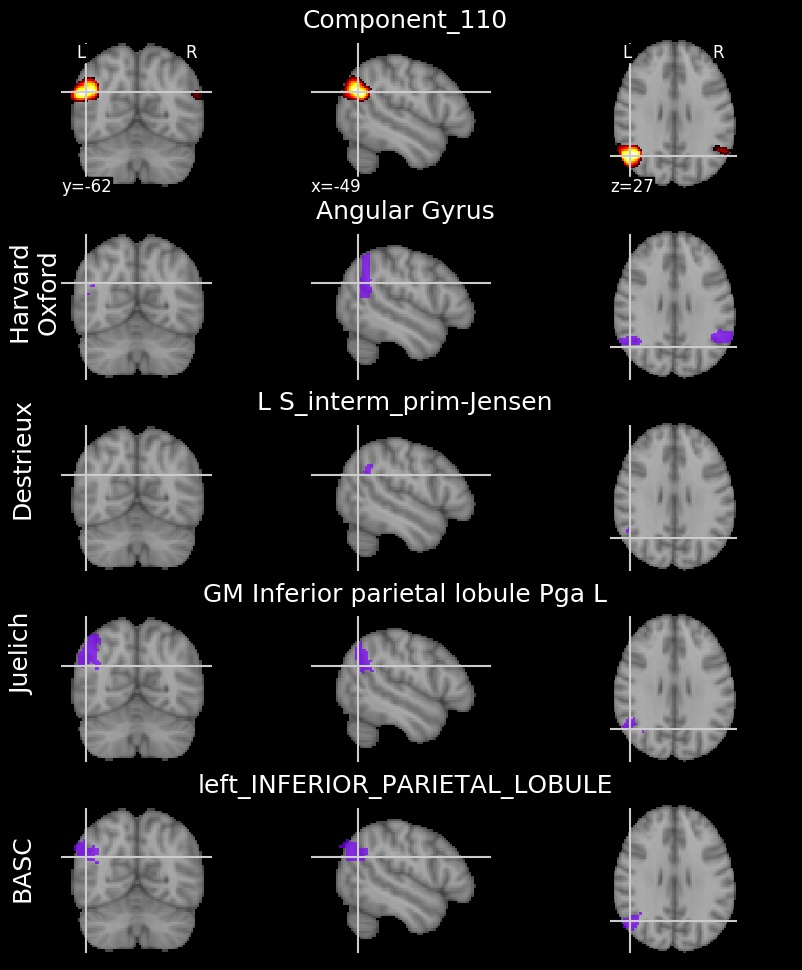 Component_110
L R
L R
y=-62
x=-49
z=27
Angular Gyrus
Harvard
Oxford
L S_interm_prim-Jensen
Destrieux
GM Inferior parietal lobule Pga L
Juelich
left_INFERIOR_PARIETAL_LOBULE
BASC